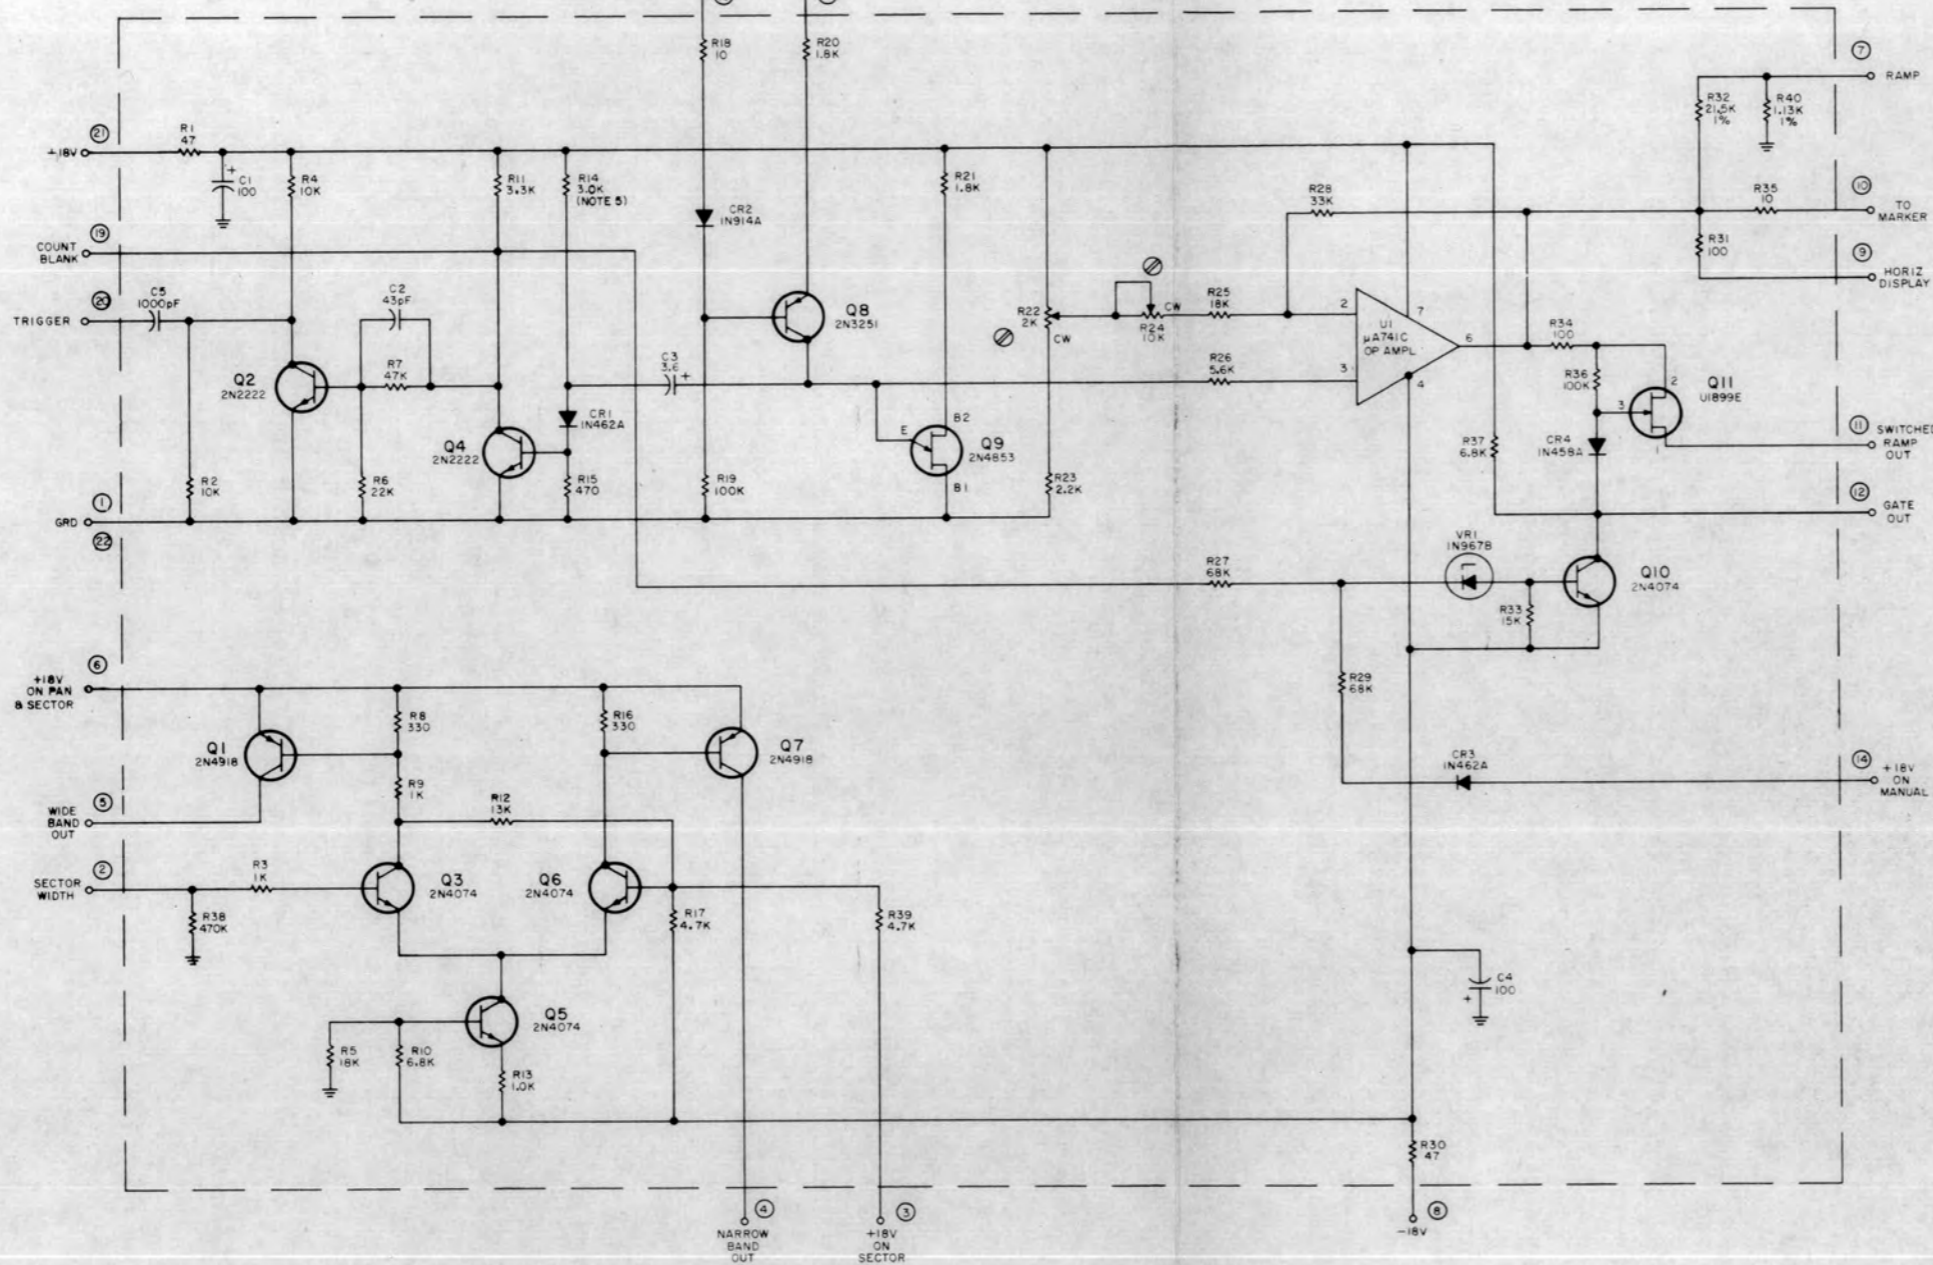 R18
10
R20
1.8K
7
RAMP
R32
21.5K
1%
R40
1.13K
1%
21
+18V
R1
47
+
C1
100
R4
10K
R11
3.3K
R14
3.0K
(NOTE 5)
CR2
1N914A
R21
1.8K
R28
33K
R35
10
10
TO
MARKER
19
COUNT
BLANK
R31
100
9
HORIZ
DISPLAY
20
TRIGGER
C5
1000pF
C2
43pF
R7
47K
Q2
2N2222
Q8
2N3251
R22
2K
CW
R24
10K
CW
R25
18K
2
U1
µA741C
OP AMPL
7
6
3
4
R34
100
C3
3.6
+
R26
5.6K
R36
100K
2
3
1
Q11
U1899E
CR1
1N462A
Q4
2N2222
E
B2
Q9
2N4853
B1
R37
6.8K
CR4
1N458A
11
SWITCHED
RAMP
OUT
R2
10K
R6
22K
R15
470
R19
100K
R23
2.2K
1
GRD
22
12
GATE
OUT
VR1
1N967B
R27
68K
Q10
2N4074
R33
15K
6
+18V
ON PAN
& SECTOR
R8
330
R16
330
R29
68K
Q1
2N4918
Q7
2N4918
R9
1K
CR3
1N462A
14
+18V
ON
MANUAL
5
WIDE
BAND
OUT
R12
13K
2
SECTOR
WIDTH
R3
1K
Q3
2N4074
Q6
2N4074
R38
470K
R17
4.7K
R39
4.7K
C4
100
+
Q5
2N4074
R5
18K
R10
6.8K
R13
1.0K
R30
47
4
NARROW
BAND
OUT
3
+18V
ON
SECTOR
8
-18V